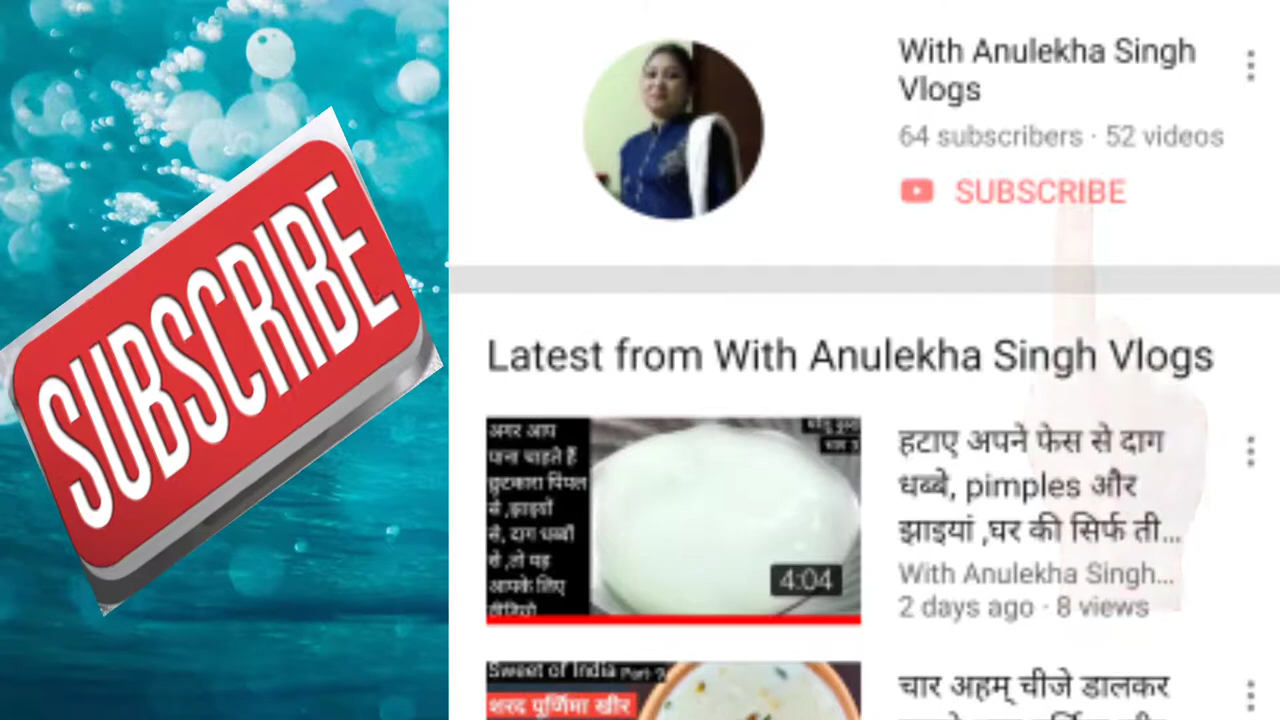 SUBSCRIBE
With Anulekha Singh
Vlogs
64 subscribers · 52 videos
SUBSCRIBE
Latest from With Anulekha Singh Vlogs
अगर आप
पाना चाहते हैं
छुटकारा पिंपल
से ,झाइयों
से, दाग धब्बों
से ,तो यह
आपके लिए
वीडियो
4:04
हटाए अपने फेस से दाग
धब्बे, pimples और
झाइयां ,घर की सिर्फ ती...
With Anulekha Singh...
2 days ago · 8 views
Sweet of India Part-2
शरद पूर्णिमा खीर
चार अहम् चीजे डालकर